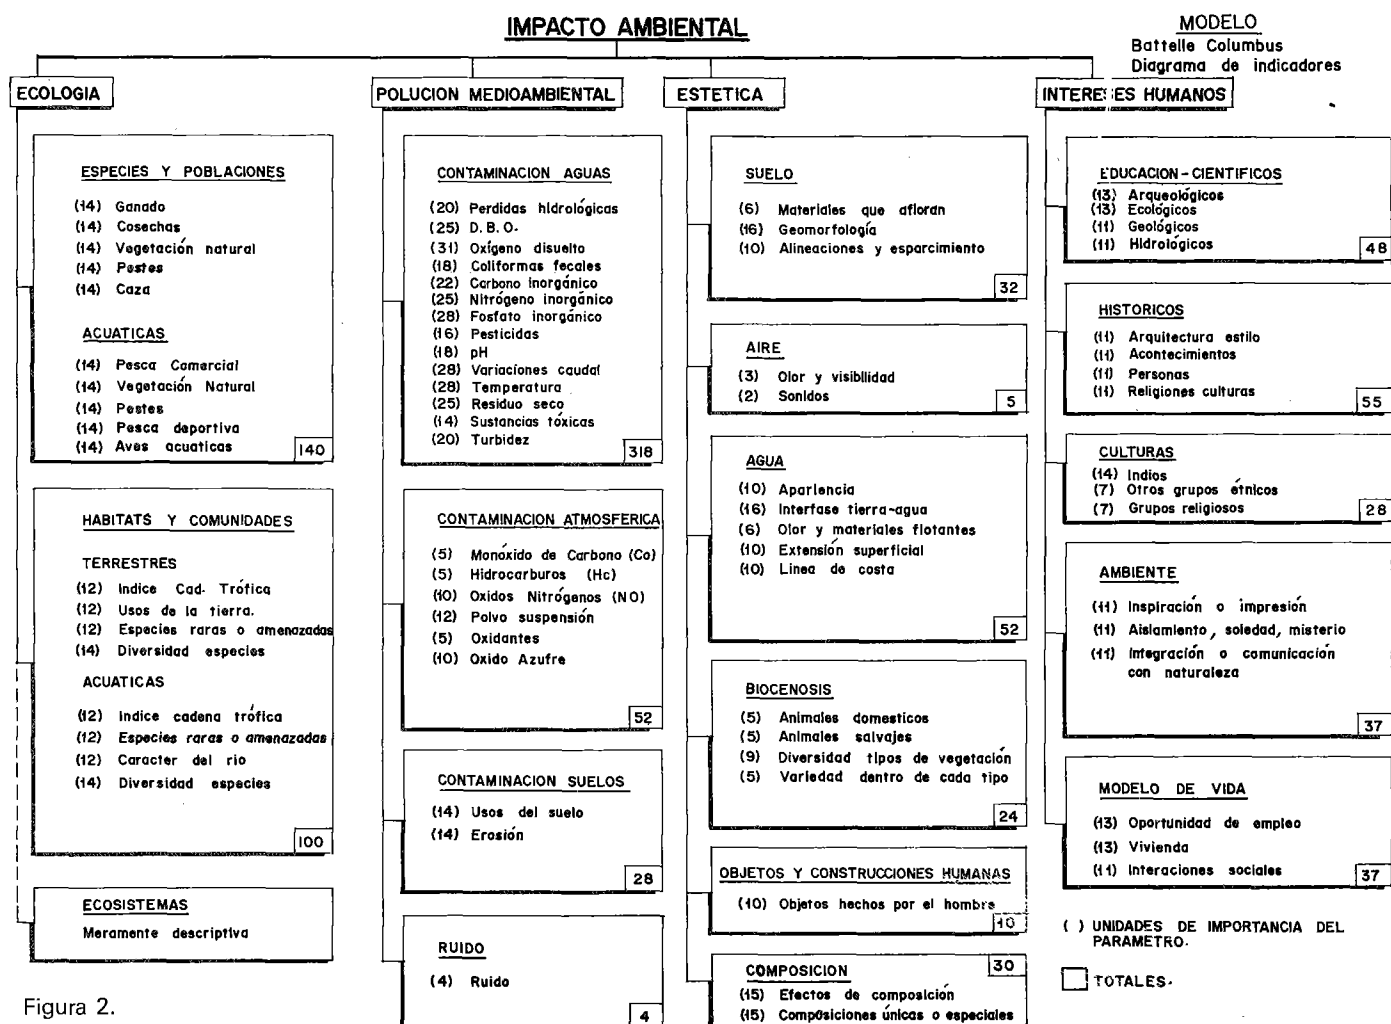 IMPACTO AMBIENTAL
MODELO
Battelle Columbus
Diagrama de indicadores
ECOLOGIA
ESPECIES Y POBLACIONES
(14) Ganado
(14) Cosechas
(14) Vegetación natural
(14) Pestes
(14) Caza
ACUATICAS
(14) Pesca Comercial
(14) Vegetación Natural
(14) Pestes
(14) Pesca deportiva
(14) Aves acuaticas
140
HABITATS Y COMUNIDADES
TERRESTRES
(12) Indice Cad. Trófica
(12) Usos de la tierra.
(12) Especies raras o amenazadas
(14) Diversidad especies
ACUATICAS
(12) Indice cadena trófica
(12) Especies raras o amenazadas
(12) Caracter del rio
(14) Diversidad especies
100
ECOSISTEMAS
Meramente descriptiva
POLUCION MEDIOAMBIENTAL
CONTAMINACION AGUAS
(20) Perdidas hidrológicas
(25) D.B.O.
(31) Oxígeno disuelto
(18) Coliformas fecales
(22) Carbono inorgánico
(25) Nitrógeno inorgánico
(28) Fosfato inorgánico
(16) Pesticidas
(18) pH
(28) Variaciones caudal
(28) Temperatura
(25) Residuo seco
(14) Sustancias tóxicas
(20) Turbidez
318
CONTAMINACION ATMOSFERICA
(5) Monóxido de Carbono (Co)
(5) Hidrocarburos (Hc)
(10) Oxidos Nitrógenos (NO)
(12) Polvo suspensión
(5) Oxidantes
(10) Oxido Azufre
52
CONTAMINACION SUELOS
(14) Usos del suelo
(14) Erosión
28
RUIDO
(4) Ruido
4
ESTETICA
SUELO
(6) Materiales que afloran
(16) Geomorfología
(10) Alineaciones y esparcimiento
32
AIRE
(3) Olor y visibilidad
(2) Sonidos
5
AGUA
(10) Apariencia
(16) Interfase tierra-agua
(6) Olor y materiales flotantes
(10) Extensión superficial
(10) Linea de costa
52
BIOCENOSIS
(5) Animales domesticos
(5) Animales salvajes
(9) Diversidad tipos de vegetación
(5) Variedad dentro de cada tipo
24
OBJETOS Y CONSTRUCCIONES HUMANAS
(10) Objetos hechos por el hombre
10
COMPOSICION
30
(15) Efectos de composición
(15) Composiciones únicas o especiales
INTERESES HUMANOS
EDUCACION-CIENTIFICOS
(13) Arqueológicos
(13) Ecológicos
(11) Geológicos
(11) Hidrológicos
48
HISTORICOS
(11) Arquitectura estilo
(11) Acontecimientos
(11) Personas
(11) Religiones culturas
55
CULTURAS
(14) Indios
(7) Otros grupos étnicos
(7) Grupos religiosos
28
AMBIENTE
(11) Inspiración o impresión
(11) Aislamiento, soledad, misterio
(11) Integración o comunicación
con naturaleza
37
MODELO DE VIDA
(13) Oportunidad de empleo
(13) Vivienda
(11) Interaciones sociales
37
( ) UNIDADES DE IMPORTANCIA DEL
PARAMETRO.
TOTALES.
Figura 2.